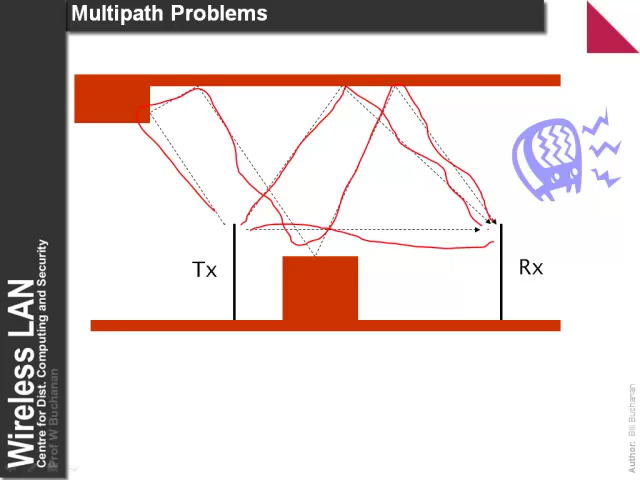 Multipath Problems
Tx
Rx
Wireless LAN
Centre for Dist. Computing and Security
Prof W Buchanan
Author: Bill Buchanan